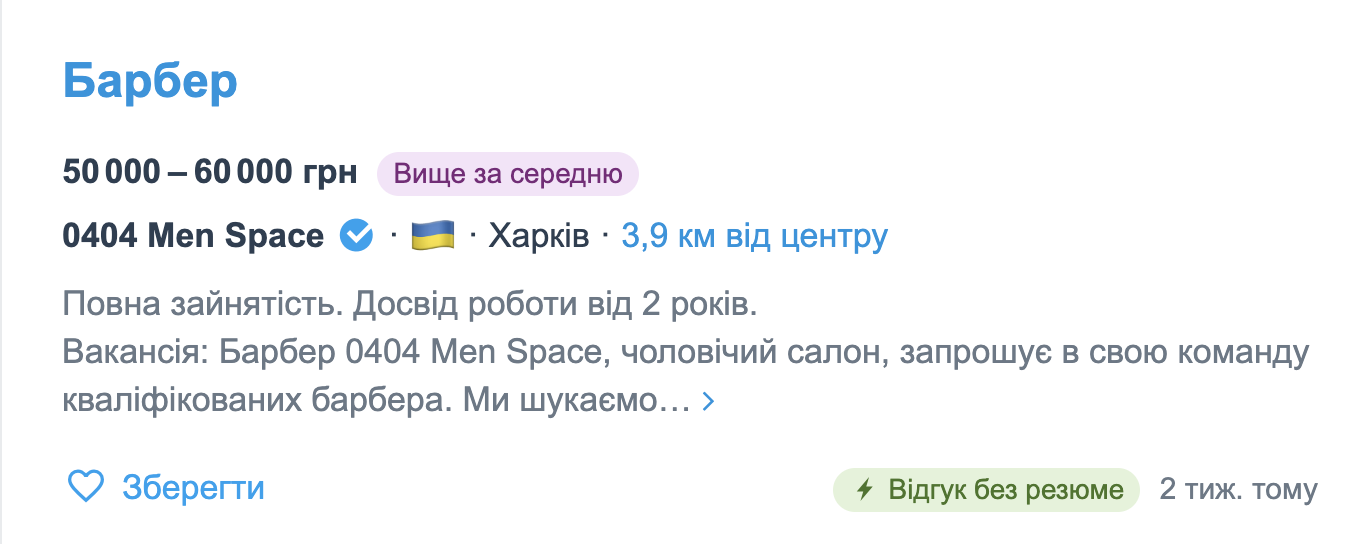 Барбер
50 000 – 60 000 грн Вище за середню
0404 Men Space · · Харків · 3,9 км від центру
Повна зайнятість. Досвід роботи від 2 років.
Вакансія: Барбер 0404 Men Space, чоловічий салон, запрошує в свою команду
кваліфікованих барбера. Ми шукаємо…
Зберегти Відгук без резюме 2 тиж. тому